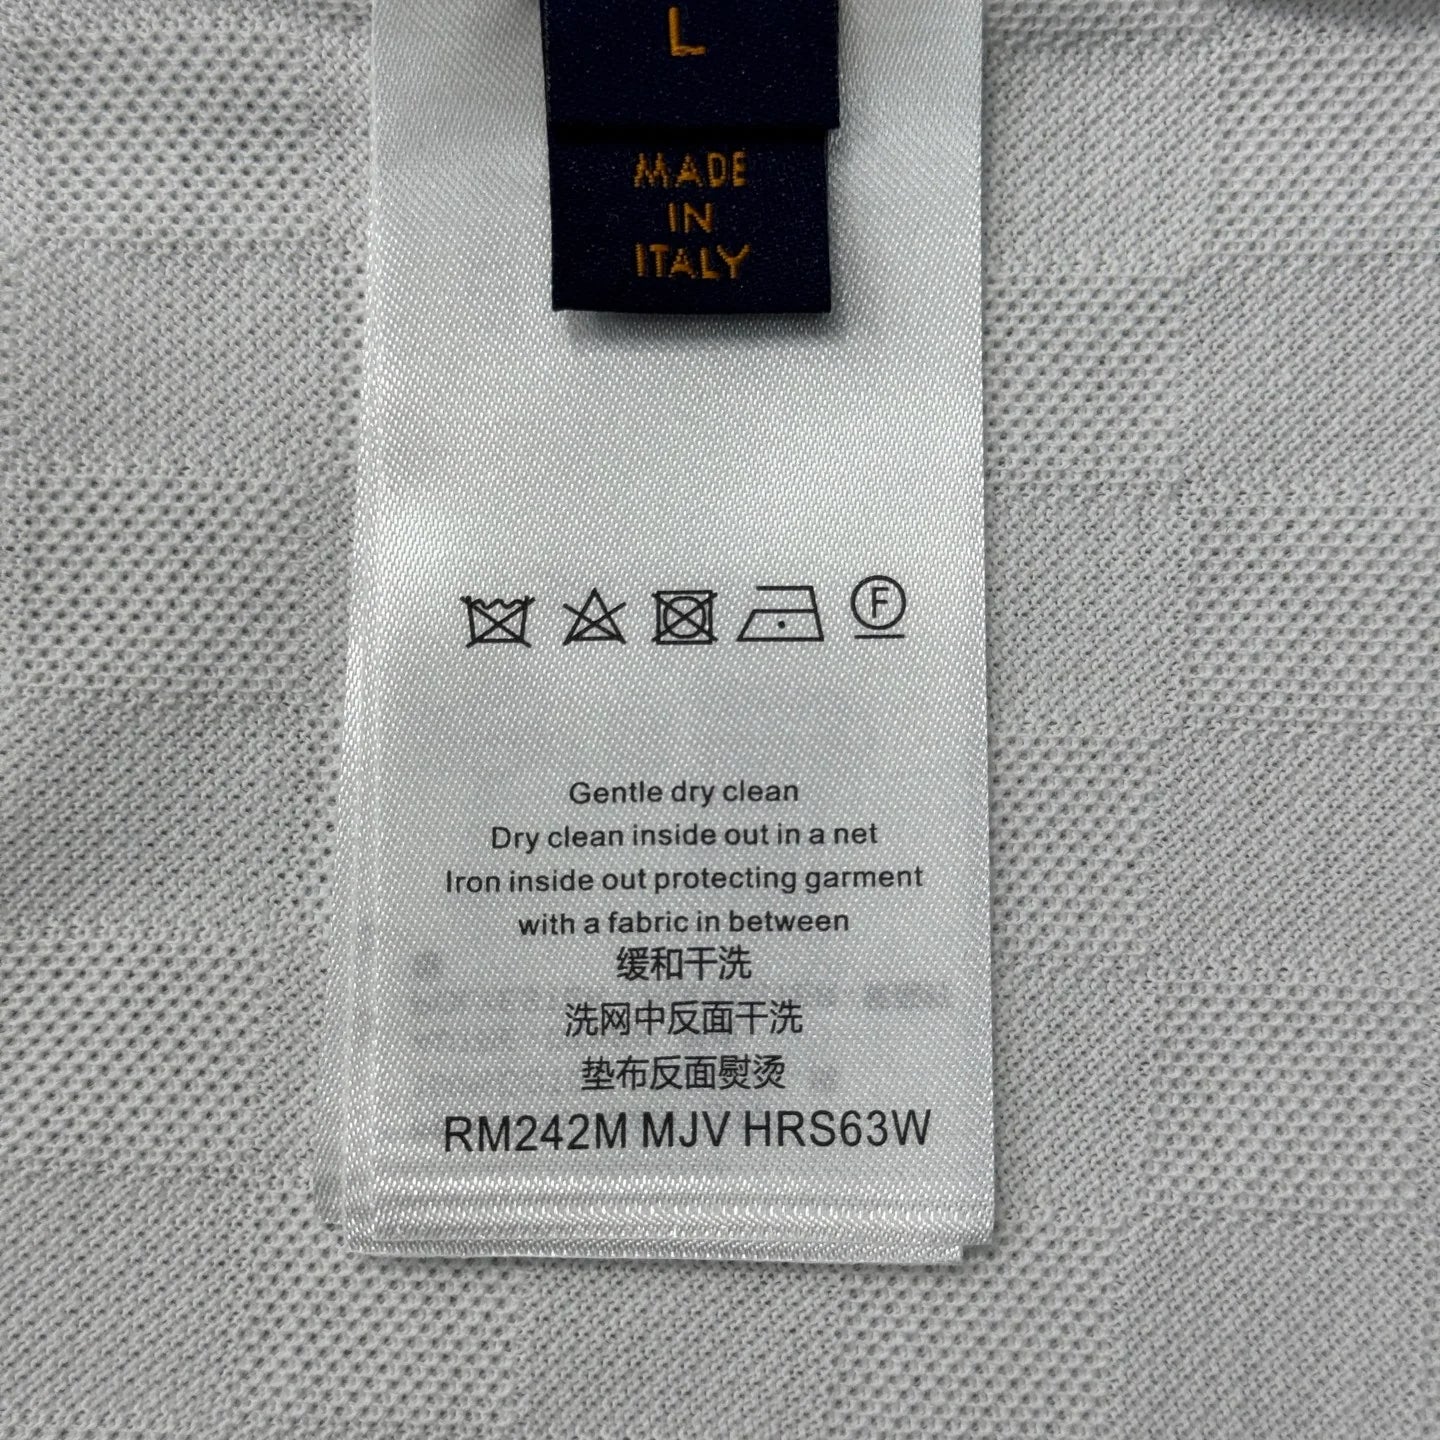 L
MADE
IN
ITALY
F
Gentle dry clean
Dry clean inside out in a net
Iron inside out protecting garment
with a fabric in between
缓和干洗
洗网中反面干洗
垫布反面熨烫
RM242M MJV HRS63W